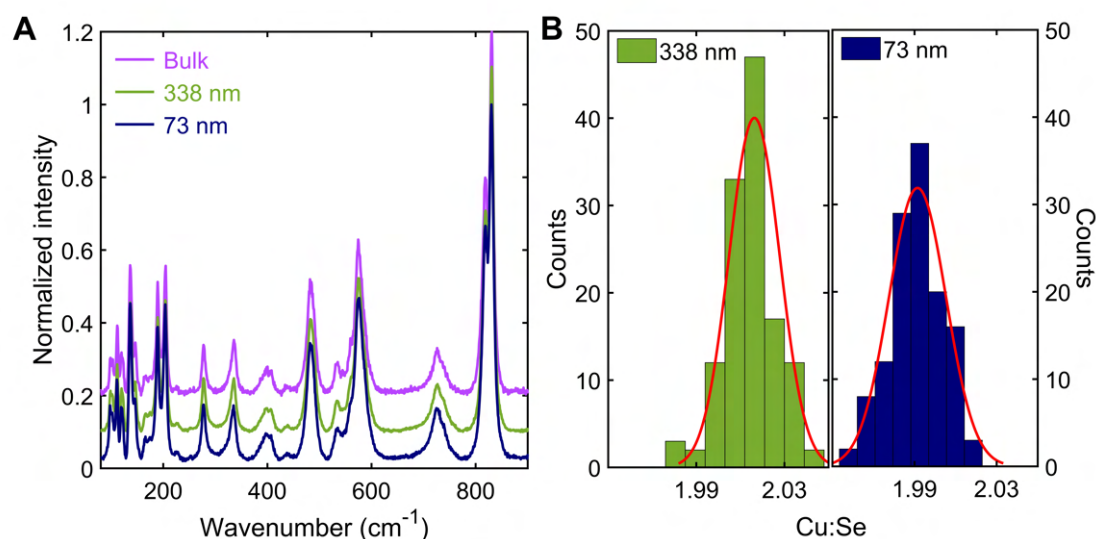 A
Normalized intensity
1.2
1
0.8
0.6
0.4
0.2
0
Bulk
338 nm
73 nm
200
400
600
800
Wavenumber (cm⁻¹)
B
Counts
50
40
30
20
10
0
338 nm
1.99
2.03
73 nm
1.99
2.03
50
40
30
20
10
0
Counts
Cu:Se